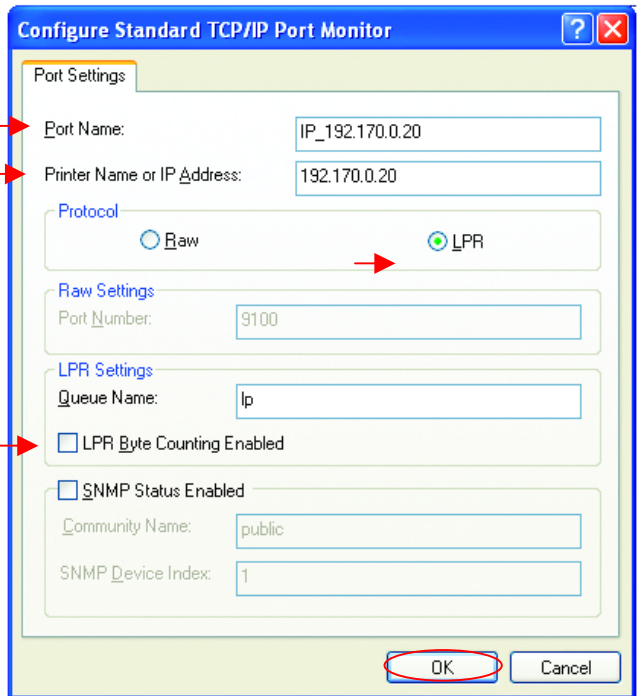 Configure Standard TCP/IP Port Monitor
Port Settings
Port Name: IP_192.170.0.20
Printer Name or IP Address: 192.170.0.20
Protocol
Raw LPR
Raw Settings
Port Number: 9100
LPR Settings
Queue Name: lp
LPR Byte Counting Enabled
SNMP Status Enabled
Community Name: public
SNMP Device Index: 1
OK Cancel